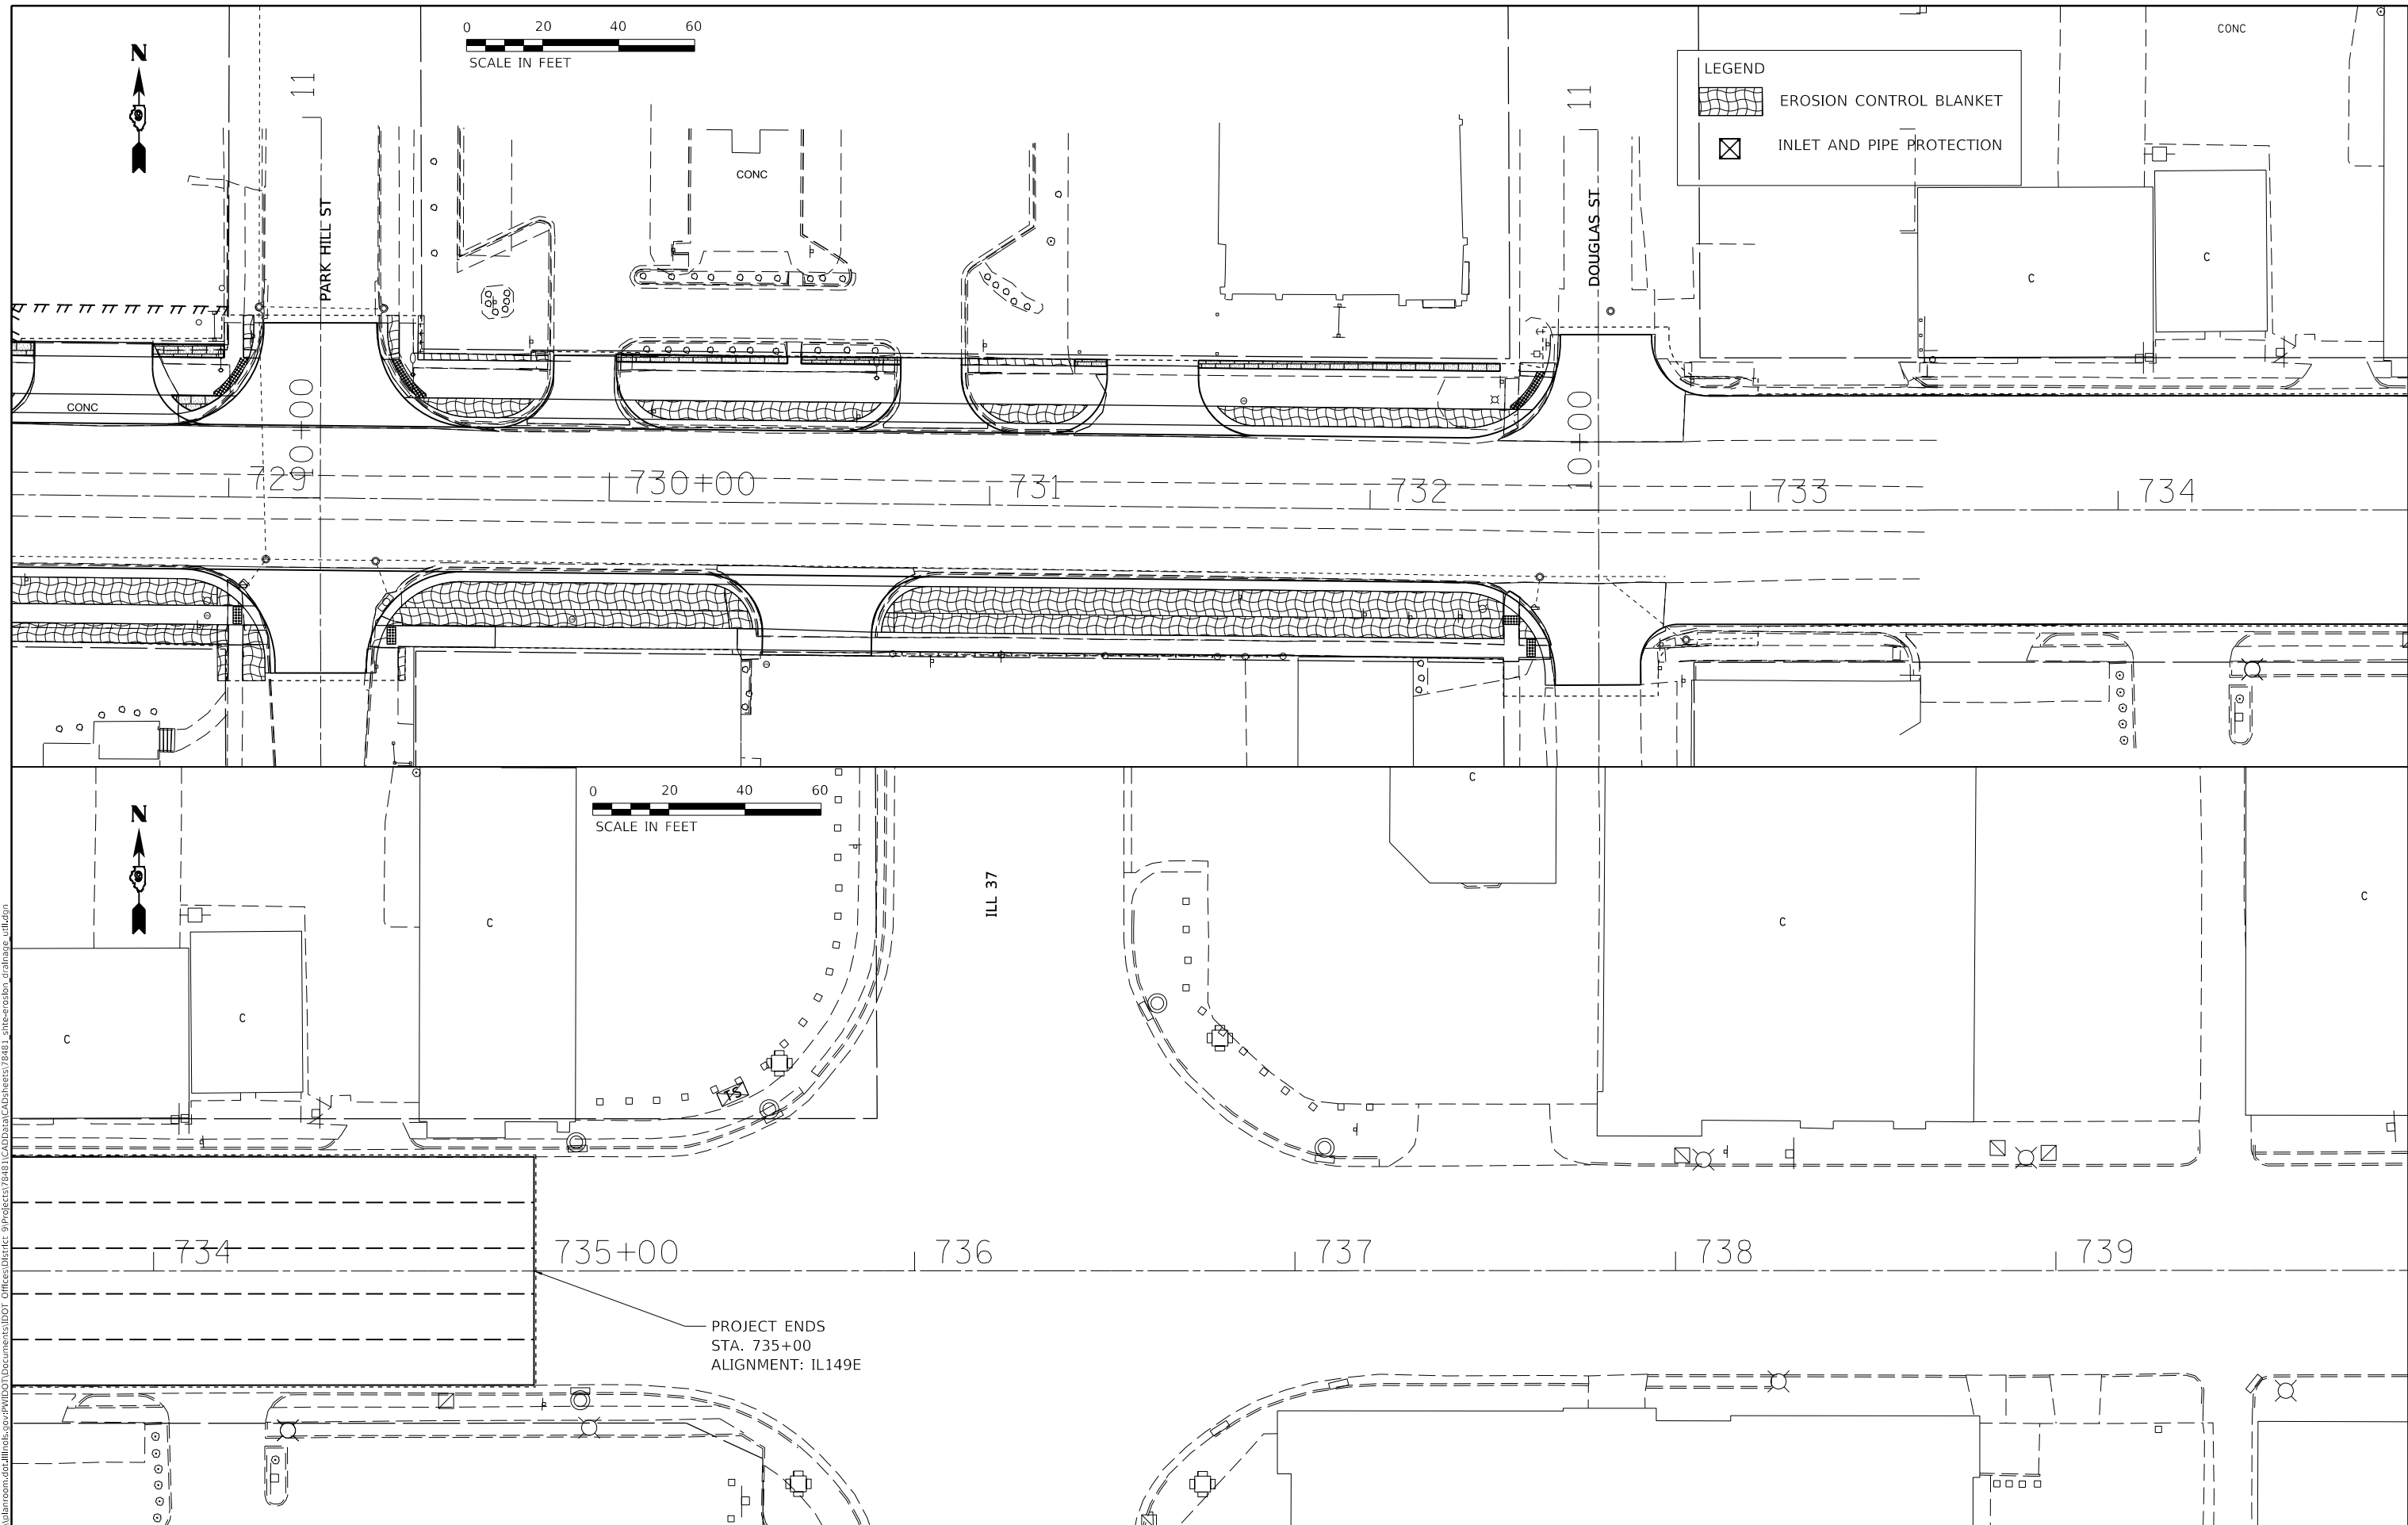 0 20 40 60
SCALE IN FEET
N
11
PARK HILL ST
10+00
CONC
CONC
11
DOUGLAS ST
10+00
LEGEND
EROSION CONTROL BLANKET
INLET AND PIPE PROTECTION
CONC
C
C
729
730+00
731
732
733
734
0 20 40 60
SCALE IN FEET
N
C
C
C
ILL 37
TS
C
C
C
734
735+00
736
737
738
739
PROJECT ENDS
STA. 735+00
ALIGNMENT: IL149E